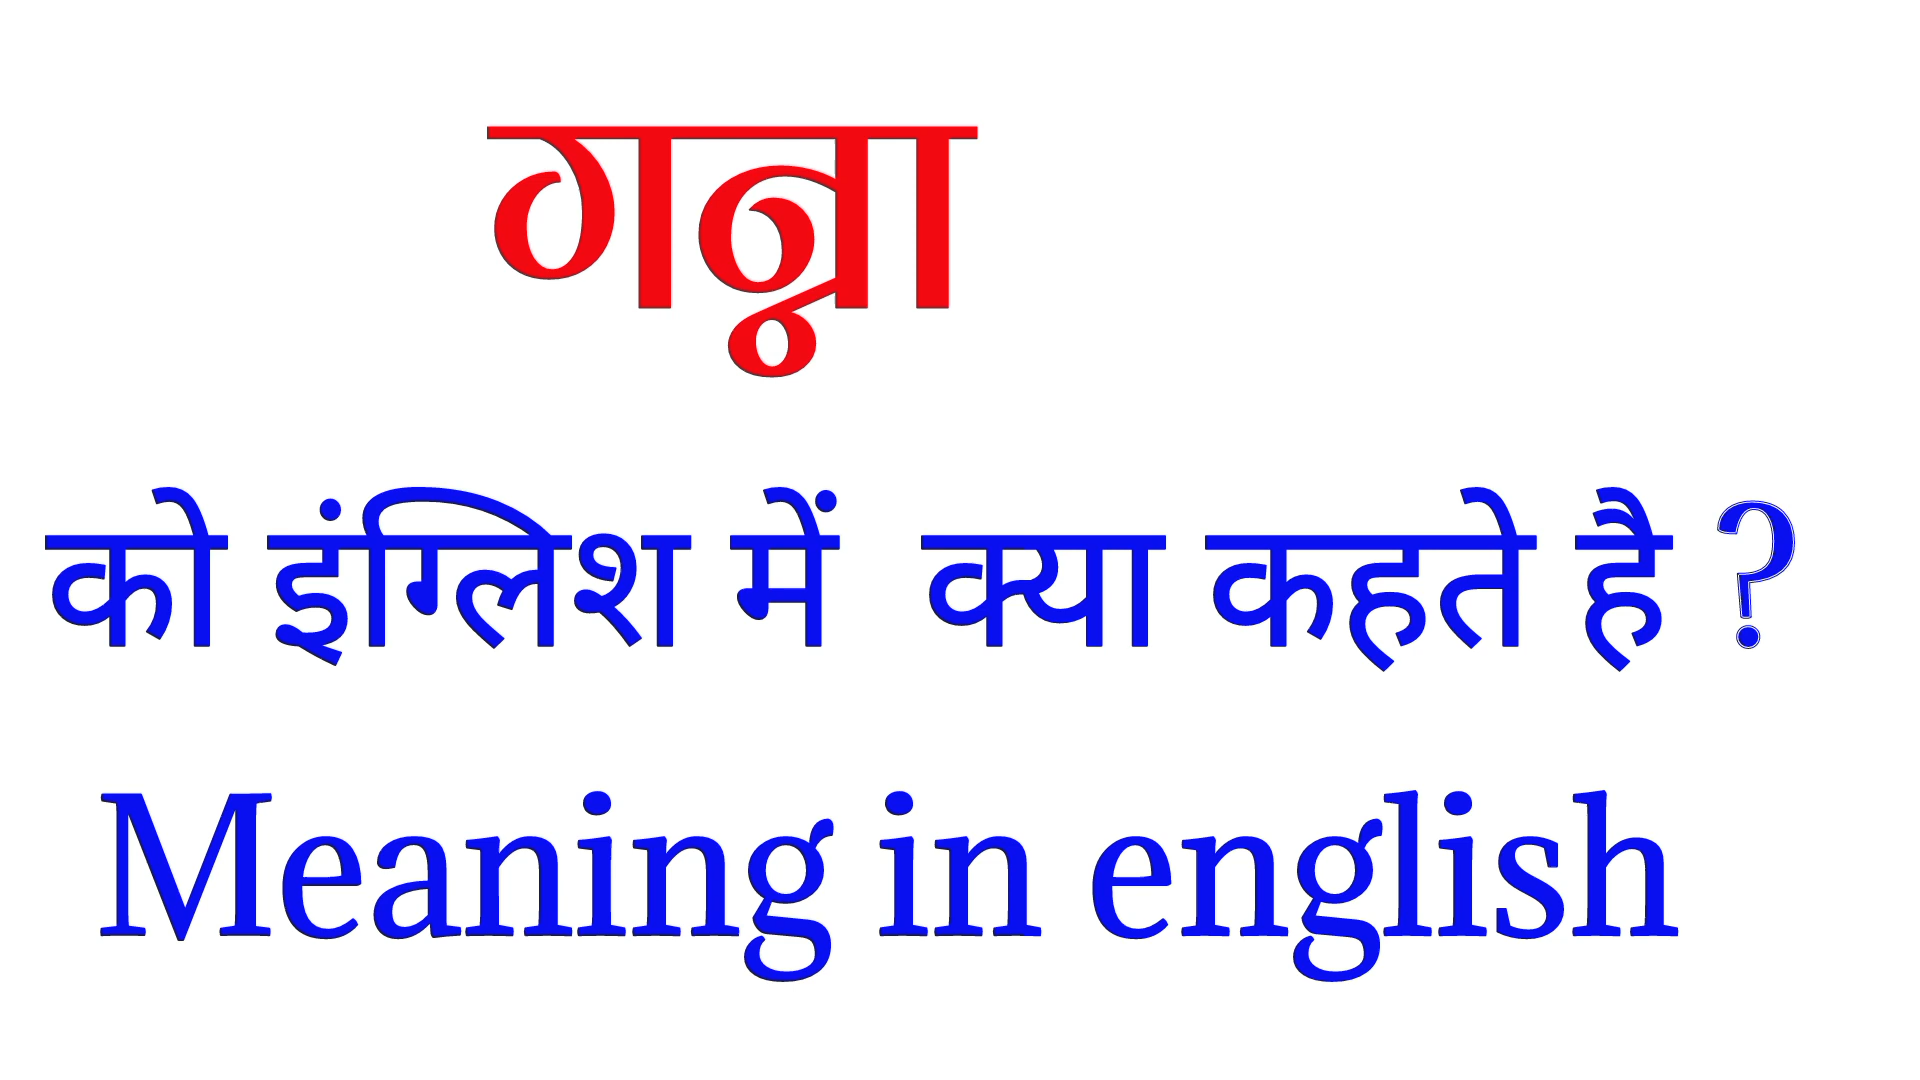 गन्ना
को इंग्लिश में क्या कहते है ?
Meaning in english